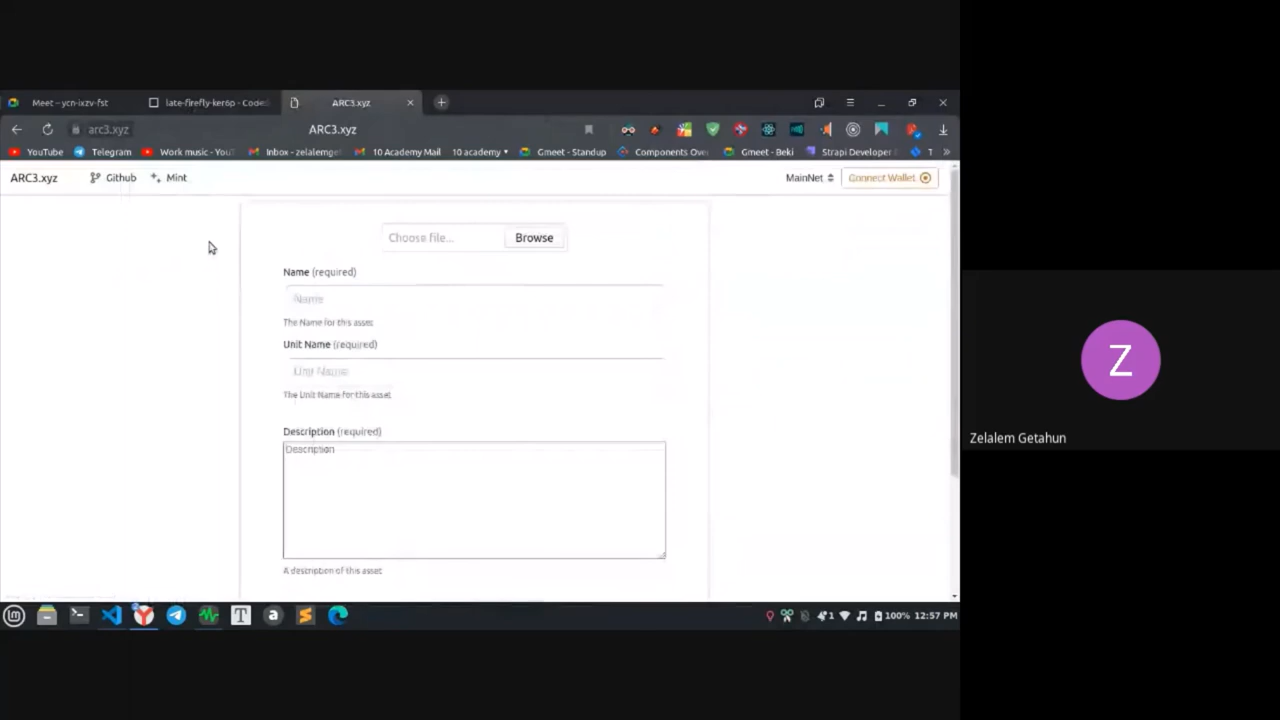 Meet – ycn-ixzv-fst
late-firefly-ker6p - Codes
ARC3.xyz
arc3.xyz
ARC3.xyz
YouTube
Telegram
Work music - You
Inbox - zelalemge
10 Academy Mail
10 academy
Gmeet - Standup
Components Over
Gmeet - Beki
Strapi Developer
T
»
ARC3.xyz
Github
Mint
MainNet
Connect Wallet
Choose file...
Browse
Name (required)
Name
The Name for this asset
Unit Name (required)
Unit Name
The Unit Name for this asset
Description (required)
Description
A description of this asset
1
100%
12:57 PM
Z
Zelalem Getahun